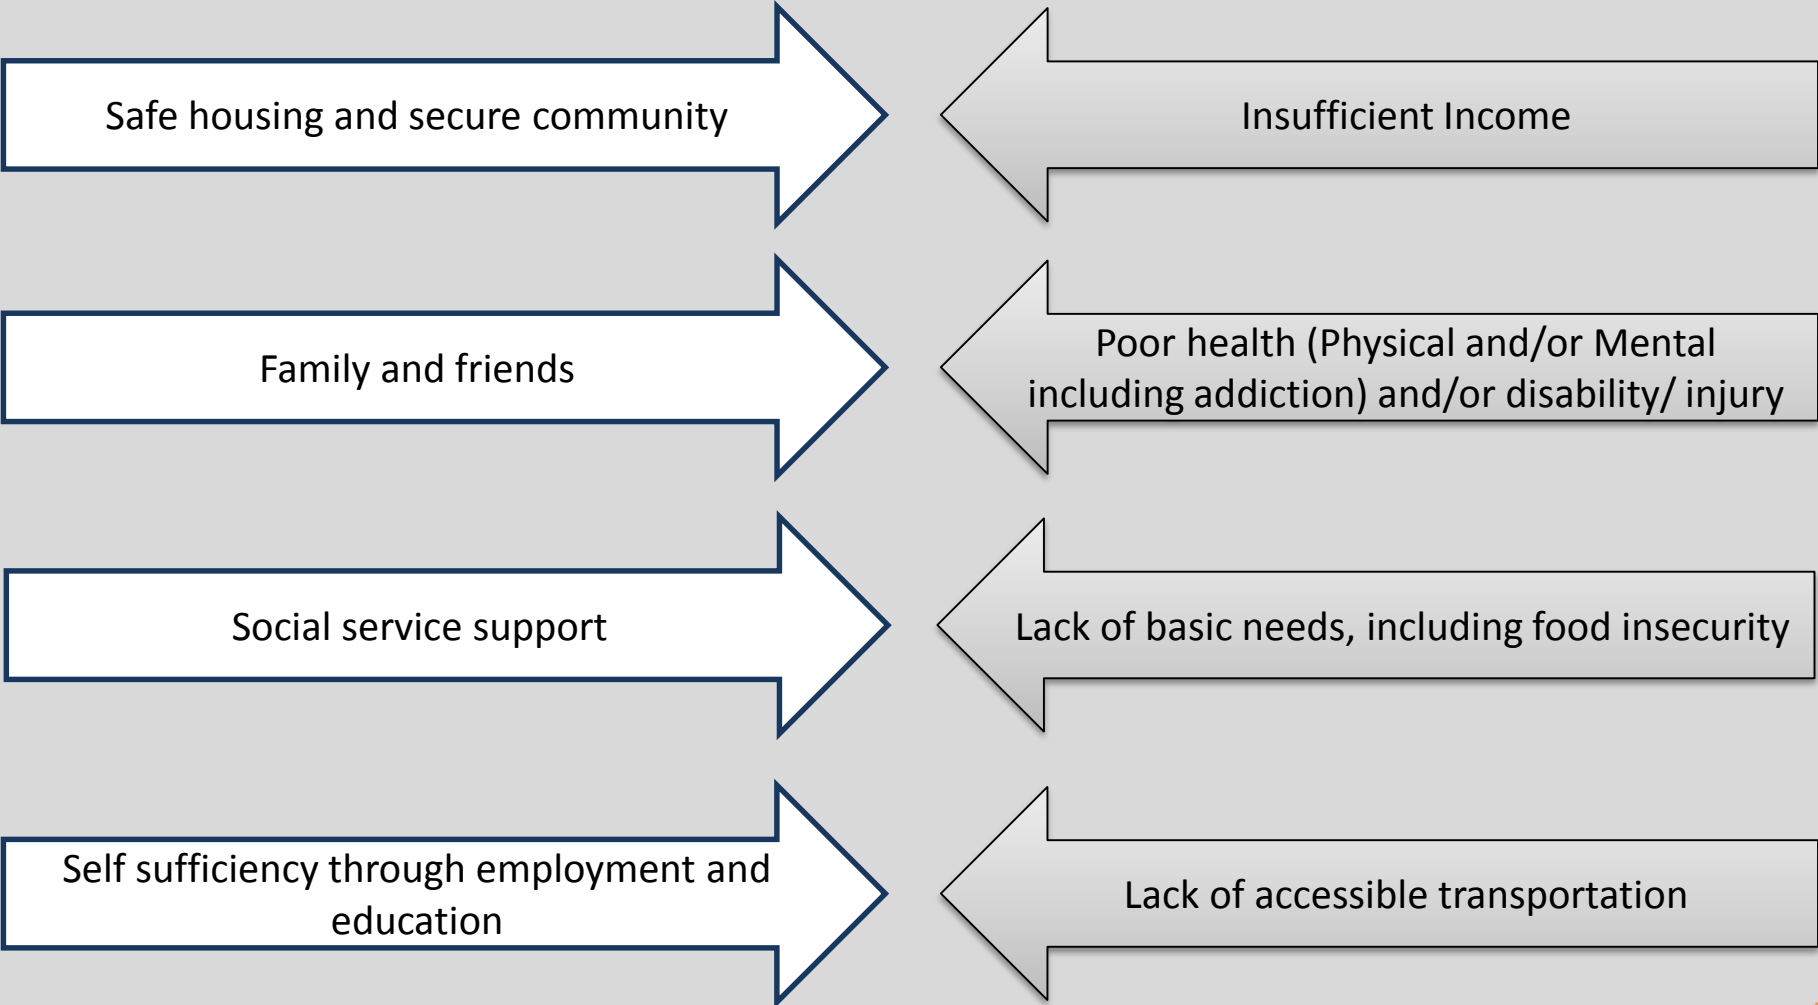 Safe housing and secure community
Insufficient Income
Family and friends
Poor health (Physical and/or Mental
including addiction) and/or disability/ injury
Social service support
Lack of basic needs, including food insecurity
Self sufficiency through employment and
education
Lack of accessible transportation